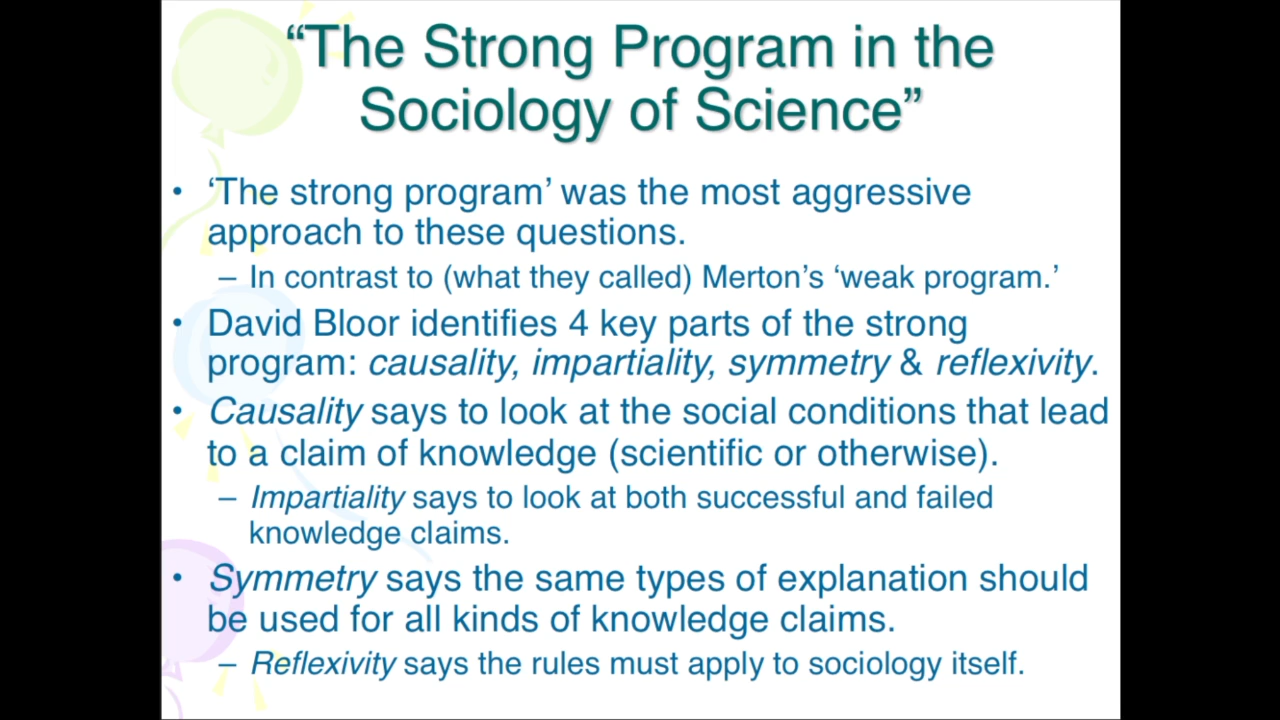 “The Strong Program in the
Sociology of Science”
• ‘The strong program’ was the most aggressive
approach to these questions.
– In contrast to (what they called) Merton’s ‘weak program.’
• David Bloor identifies 4 key parts of the strong
program: causality, impartiality, symmetry & reflexivity.
• Causality says to look at the social conditions that lead
to a claim of knowledge (scientific or otherwise).
– Impartiality says to look at both successful and failed
knowledge claims.
• Symmetry says the same types of explanation should
be used for all kinds of knowledge claims.
– Reflexivity says the rules must apply to sociology itself.